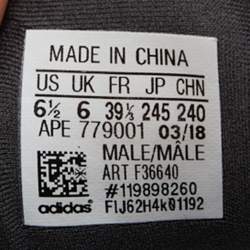 MADE IN CHINA
US UK FR JP CHN
6½ 6 39⅓ 245 240
APE 779001 03/18
MALE/MÂLE
ART F36640
#119898260
adidas FIJ62H4k01192